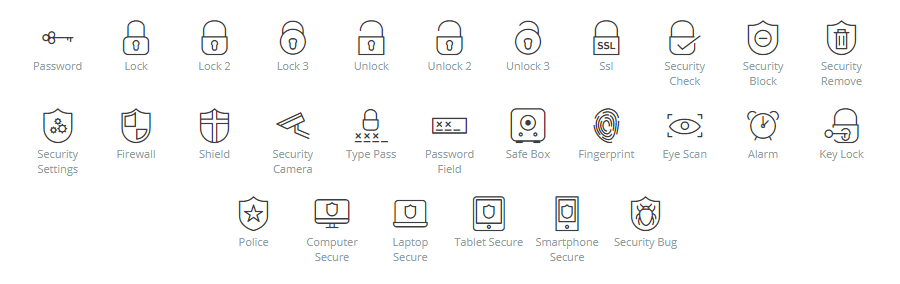 SSL
Password Lock Lock 2 Lock 3 Unlock Unlock 2 Unlock 3 Ssl Security Check Security Block Security Remove
Security Settings Firewall Shield Security Camera Type Pass Password Field Safe Box Fingerprint Eye Scan Alarm Key Lock
Police Computer Secure Laptop Secure Tablet Secure Smartphone Secure Security Bug